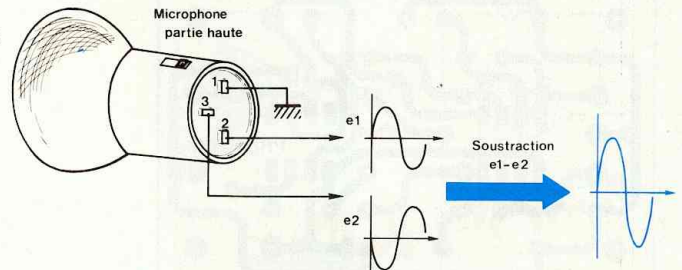 Microphone
partie haute
1
3
2
e1
Soustraction
e1-e2
e2